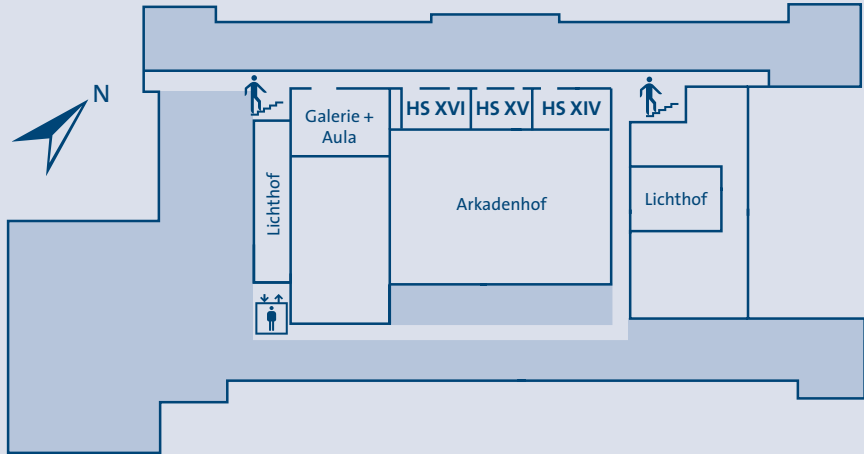 N
Galerie +
Aula
HS XVI
HS XV
HS XIV
Lichthof
Arkadenhof
Lichthof